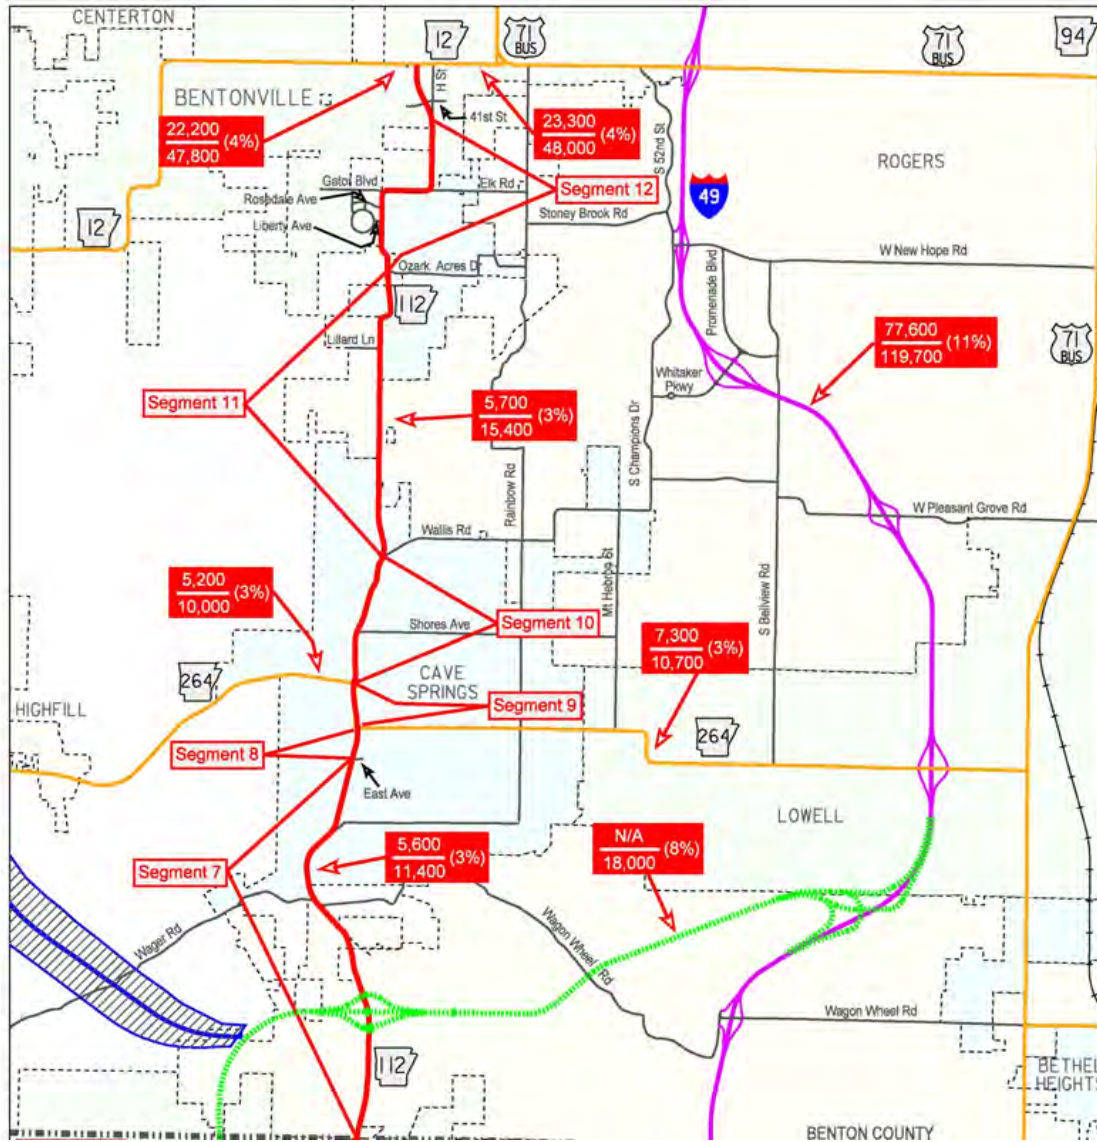 CENTERTON
12
71
BUS
71
BUS
94
BENTONVILLE
H St
41st St
22,200
47,800
(4%)
23,300
48,000
(4%)
S 52nd St
ROGERS
Segment 12
49
Gator Blvd
Elk Rd
Rosedale Ave
Liberty Ave
Stoney Brook Rd
12
W New Hope Rd
Ozark Acres Dr
Promenade Blvd
112
Lillard Ln
77,600
119,700
(11%)
71
BUS
Whitaker
Pkwy
Segment 11
5,700
15,400
(3%)
S Champions Dr
Rainbow Rd
W Pleasant Grove Rd
Wallis Rd
Mt Hebron St
S Bellview Rd
5,200
10,000
(3%)
Shores Ave
Segment 10
7,300
10,700
(3%)
264
CAVE
SPRINGS
HIGHFILL
Segment 9
264
Segment 8
East Ave
LOWELL
5,600
11,400
(3%)
N/A
18,000
(8%)
Segment 7
Wager Rd
Wagon Wheel Rd
Wagon Wheel Rd
112
BETHEL
HEIGHTS
BENTON COUNTY